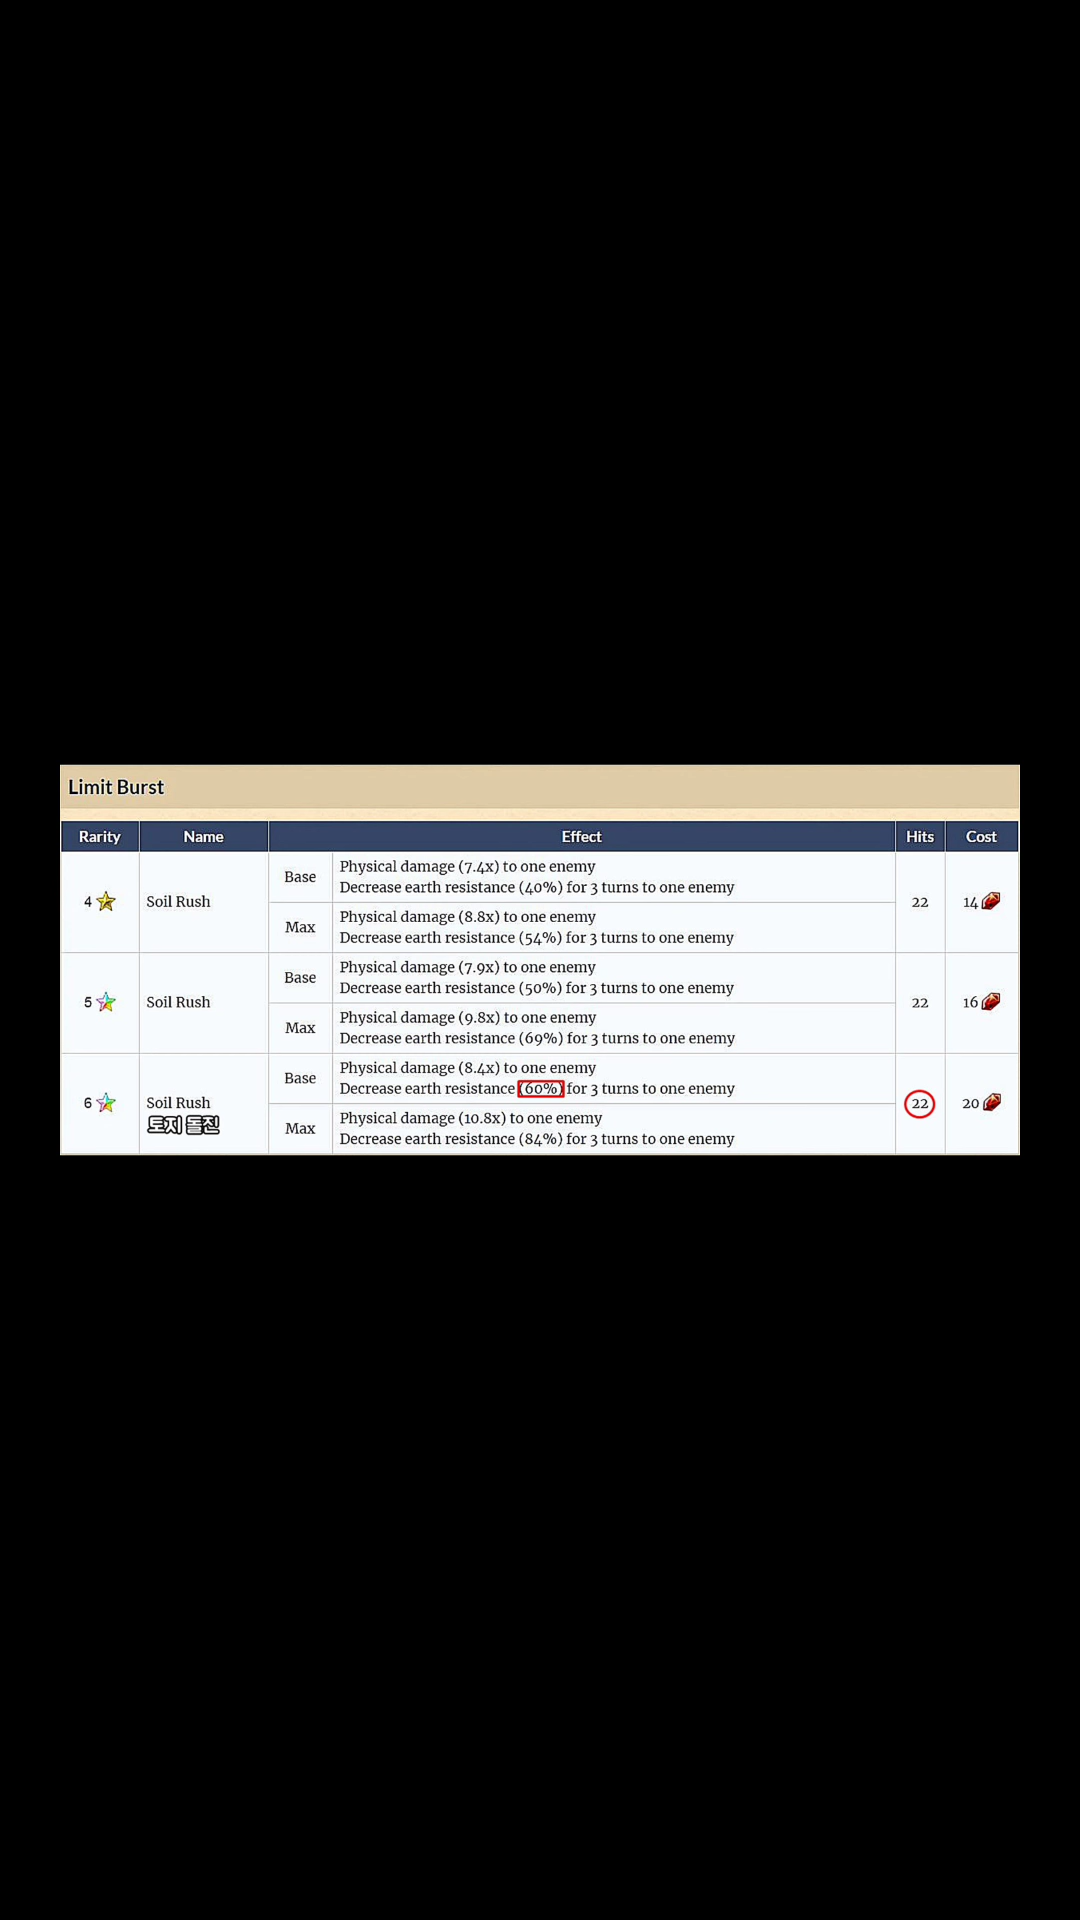 Limit Burst
Rarity Name Effect Hits Cost
4 Soil Rush Base Physical damage (7.4x) to one enemy
Decrease earth resistance (40%) for 3 turns to one enemy
Max Physical damage (8.8x) to one enemy
Decrease earth resistance (54%) for 3 turns to one enemy
22 14
5 Soil Rush Base Physical damage (7.9x) to one enemy
Decrease earth resistance (50%) for 3 turns to one enemy
Max Physical damage (9.8x) to one enemy
Decrease earth resistance (69%) for 3 turns to one enemy
22 16
6 Soil Rush
토지 돌진
Base Physical damage (8.4x) to one enemy
Decrease earth resistance (60%) for 3 turns to one enemy
Max Physical damage (10.8x) to one enemy
Decrease earth resistance (84%) for 3 turns to one enemy
22 20